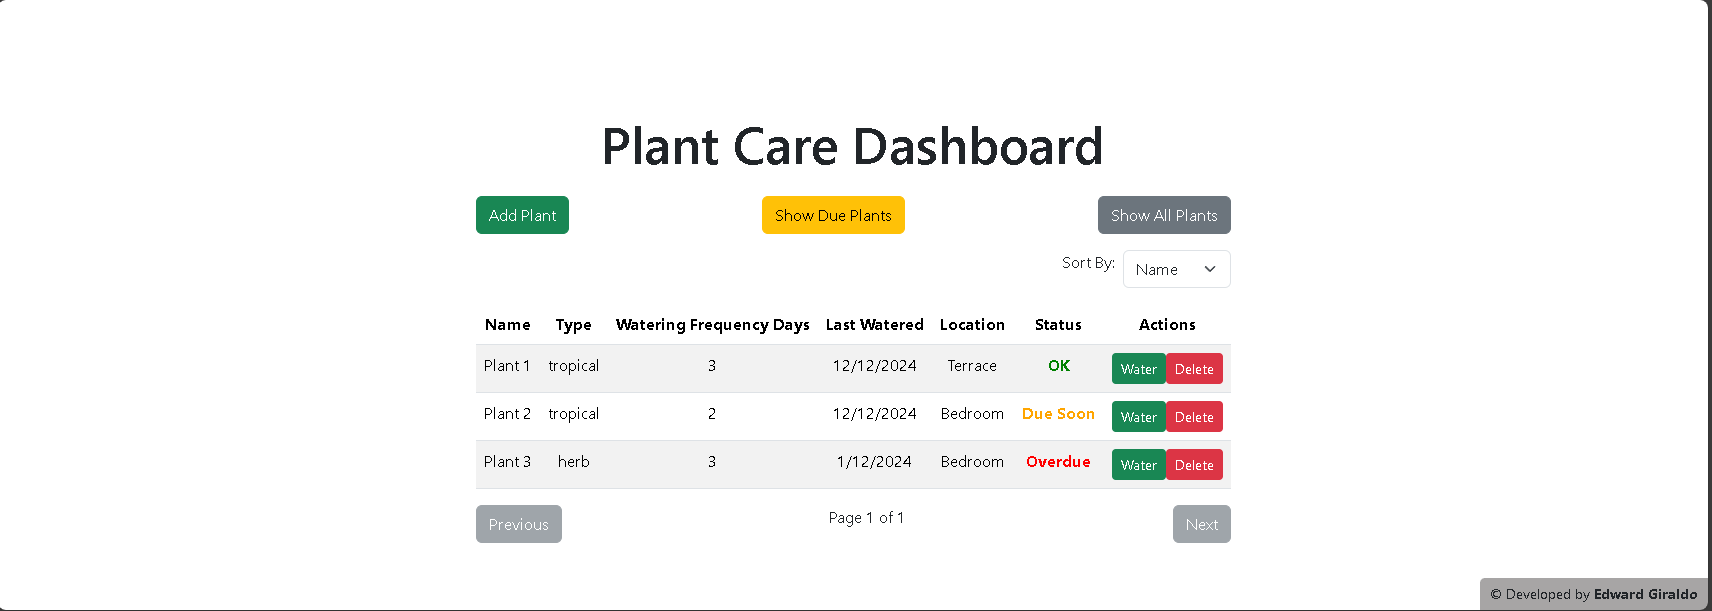 Plant Care Dashboard
Add Plant Show Due Plants Show All Plants
Sort By: Name
Name Type Watering Frequency Days Last Watered Location Status Actions
Plant 1 tropical 3 12/12/2024 Terrace OK Water Delete
Plant 2 tropical 2 12/12/2024 Bedroom Due Soon Water Delete
Plant 3 herb 3 1/12/2024 Bedroom Overdue Water Delete
Previous Page 1 of 1 Next
© Developed by Edward Giraldo